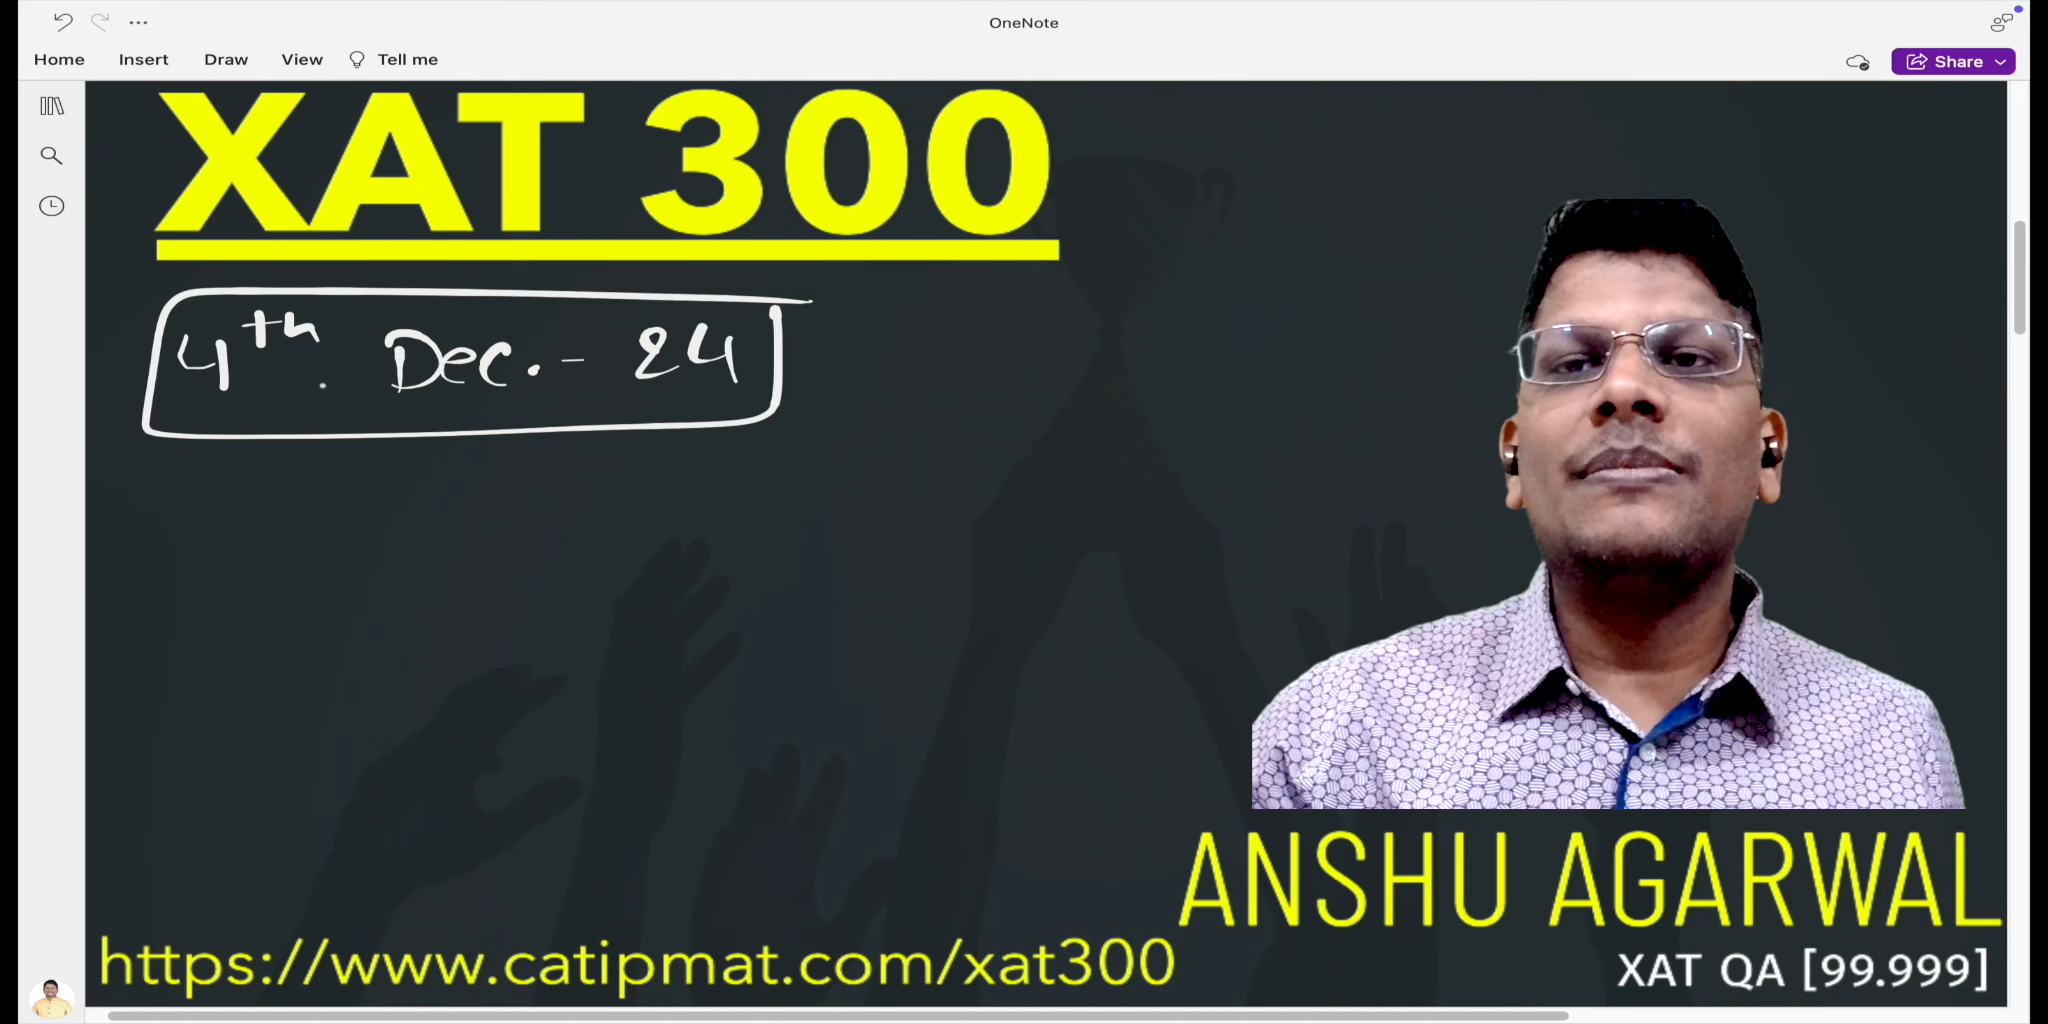 OneNote
Home Insert Draw View Tell me
Share
XAT 300
4th. Dec. - 24
ANSHU AGARWAL
https://www.catipmat.com/xat300
XAT QA [99.999]